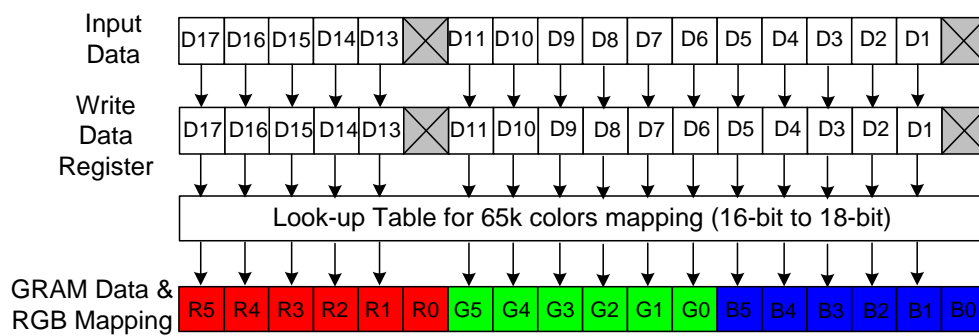 Input Data
D17 D16 D15 D14 D13 D11 D10 D9 D8 D7 D6 D5 D4 D3 D2 D1
Write Data Register
D17 D16 D15 D14 D13 D11 D10 D9 D8 D7 D6 D5 D4 D3 D2 D1
Look-up Table for 65k colors mapping (16-bit to 18-bit)
GRAM Data & RGB Mapping
R5 R4 R3 R2 R1 R0 G5 G4 G3 G2 G1 G0 B5 B4 B3 B2 B1 B0